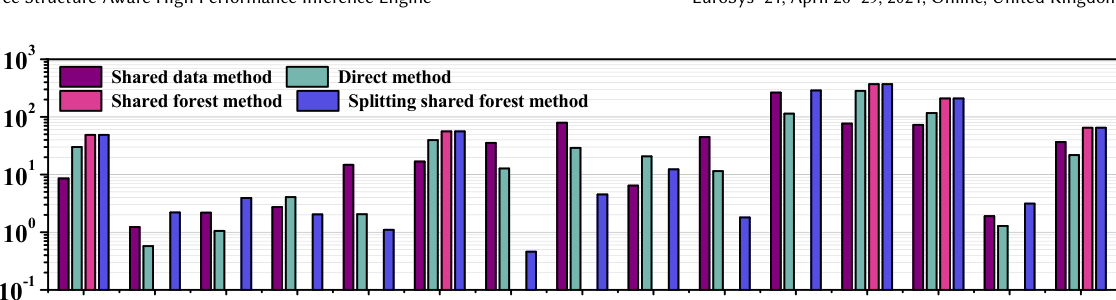 ce Structure-Aware High-Performance Inference Engine
EuroSys '21, April 26–29, 2021, Online, United Kingdom
10³
Shared data method Direct method
Shared forest method Splitting shared forest method
10²
10¹
10⁰
10⁻¹